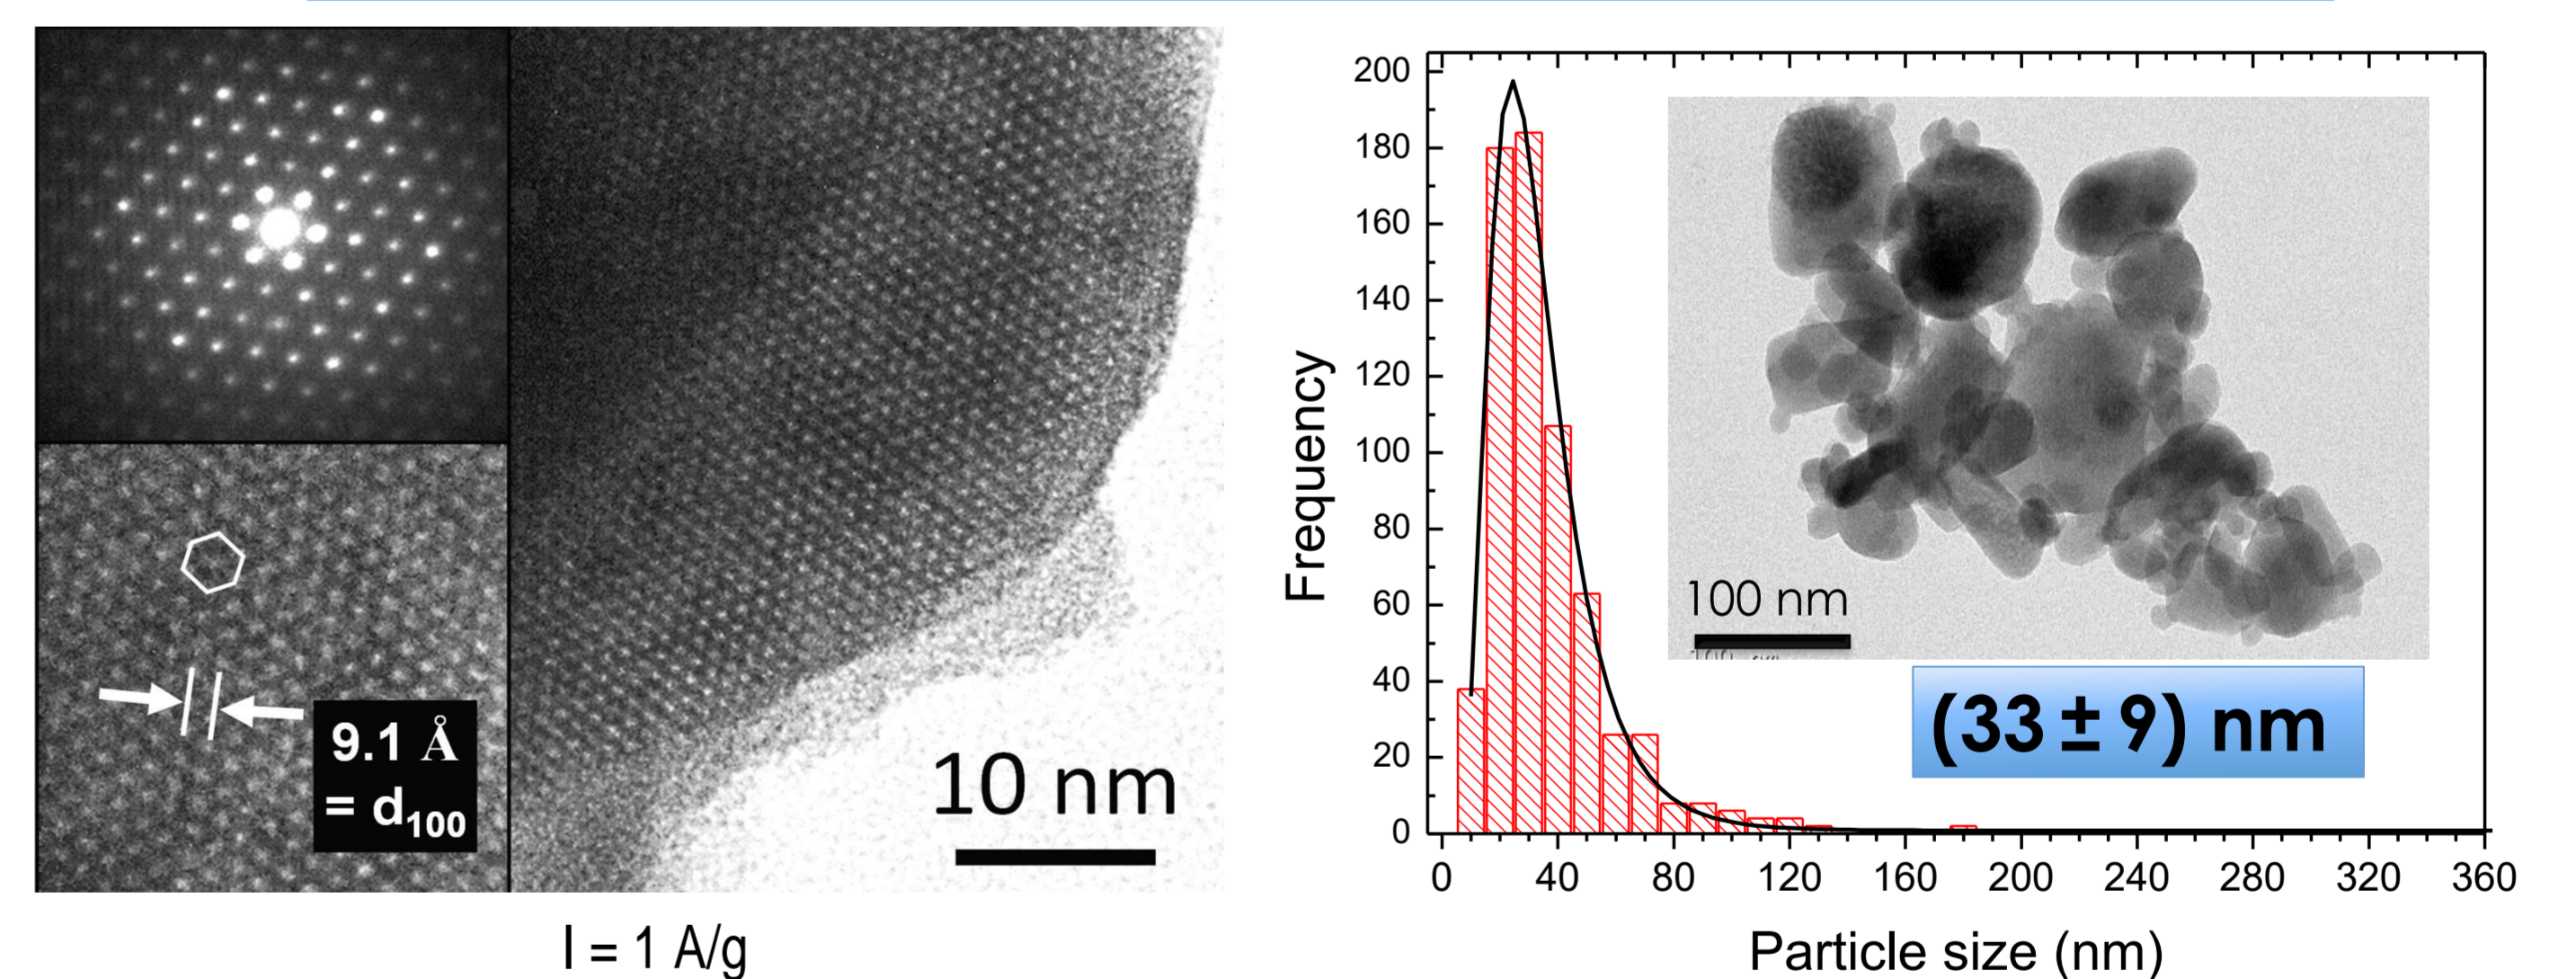 9.1 Å
= d100
10 nm
I = 1 A/g
Frequency
200
180
160
140
120
100
80
60
40
20
0
100 nm
(33 ± 9) nm
0 40 80 120 160 200 240 280 320 360
Particle size (nm)